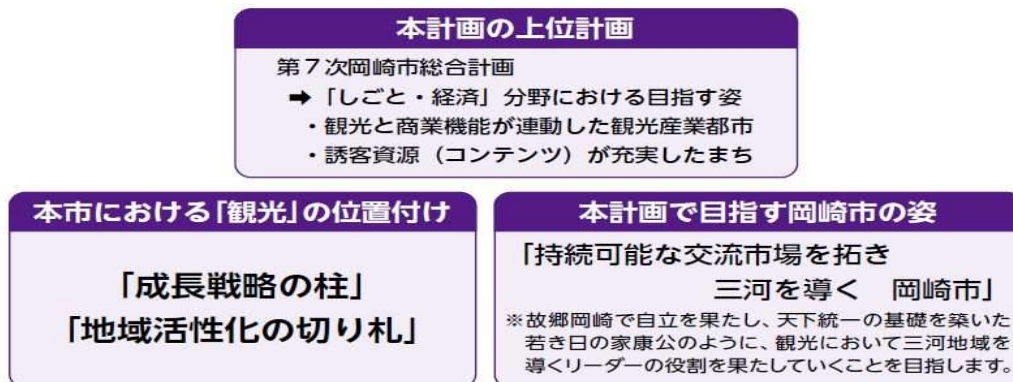 本計画の上位計画
第７次岡崎市総合計画
➡「しごと・経済」分野における目指す姿
・観光と商業機能が連動した観光産業都市
・誘客資源（コンテンツ）が充実したまち
本市における「観光」の位置付け
「成長戦略の柱」
「地域活性化の切り札」
本計画で目指す岡崎市の姿
「持続可能な交流市場を拓き
三河を導く　岡崎市」
※故郷岡崎で自立を果たし、天下統一の基礎を築いた
若き日の家康公のように、観光において三河地域を
導くリーダーの役割を果たしていくことを目指します。